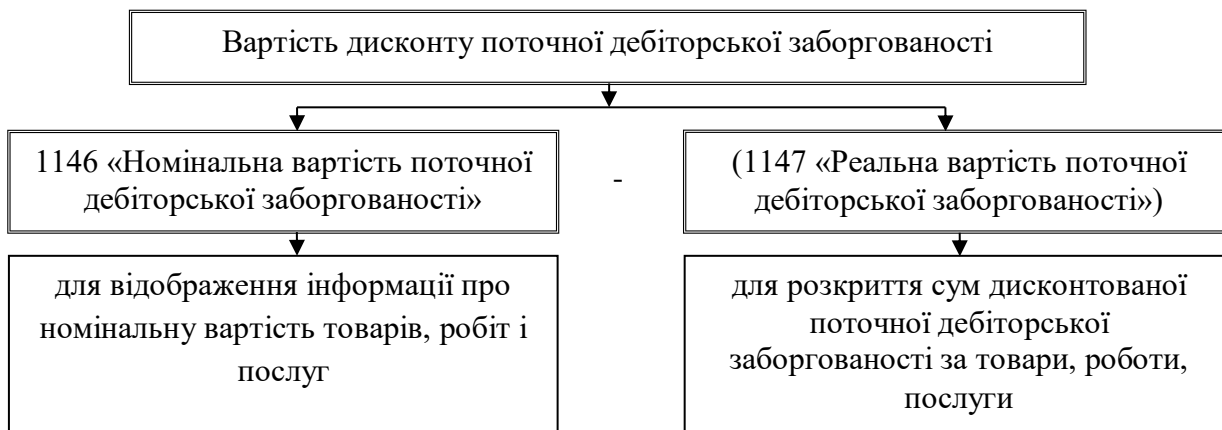 Вартість дисконту поточної дебіторської заборгованості
1146 «Номінальна вартість поточної
дебіторської заборгованості»
-
(1147 «Реальна вартість поточної
дебіторської заборгованості»)
для відображення інформації про
номінальну вартість товарів, робіт і
послуг
для розкриття сум дисконтованої
поточної дебіторської
заборгованості за товари, роботи,
послуги